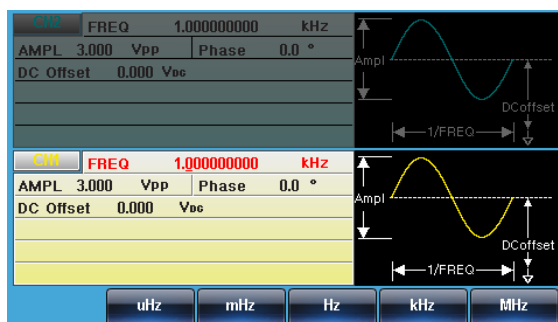 CH2 FREQ 1.000000000 kHz
AMPL 3.000 Vpp Phase 0.0 °
DC Offset 0.000 VDC
Ampl
DCoffset
1/FREQ
CH1 FREQ 1.000000000 kHz
AMPL 3.000 Vpp Phase 0.0 °
DC Offset 0.000 VDC
Ampl
DCoffset
1/FREQ
uHz mHz Hz kHz MHz